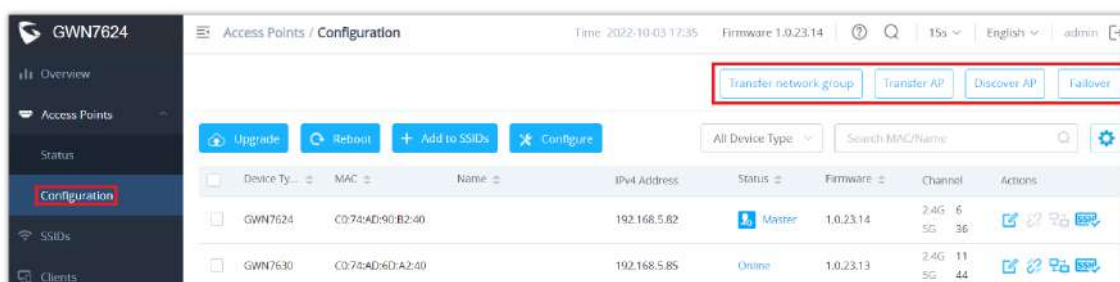 GWN7624
Access Points / Configuration
Time 2022-10-03 17:35
Firmware 1.0.23.14
15s
English
admin
Overview
Access Points
Status
Configuration
SSIDs
Clients
Transfer network group
Transfer AP
Discover AP
Failover
Upgrade
Reboot
+ Add to SSIDs
Configure
All Device Type
Search MAC/Name
Device Ty... MAC Name IPv4 Address Status Firmware Channel Actions
GWN7624 C0:74:AD:90:B2:40 192.168.5.82 Master 1.0.23.14 2.4G 6
5G 36
GWN7630 C0:74:AD:6D:A2:40 192.168.5.85 Online 1.0.23.13 2.4G 11
5G 44